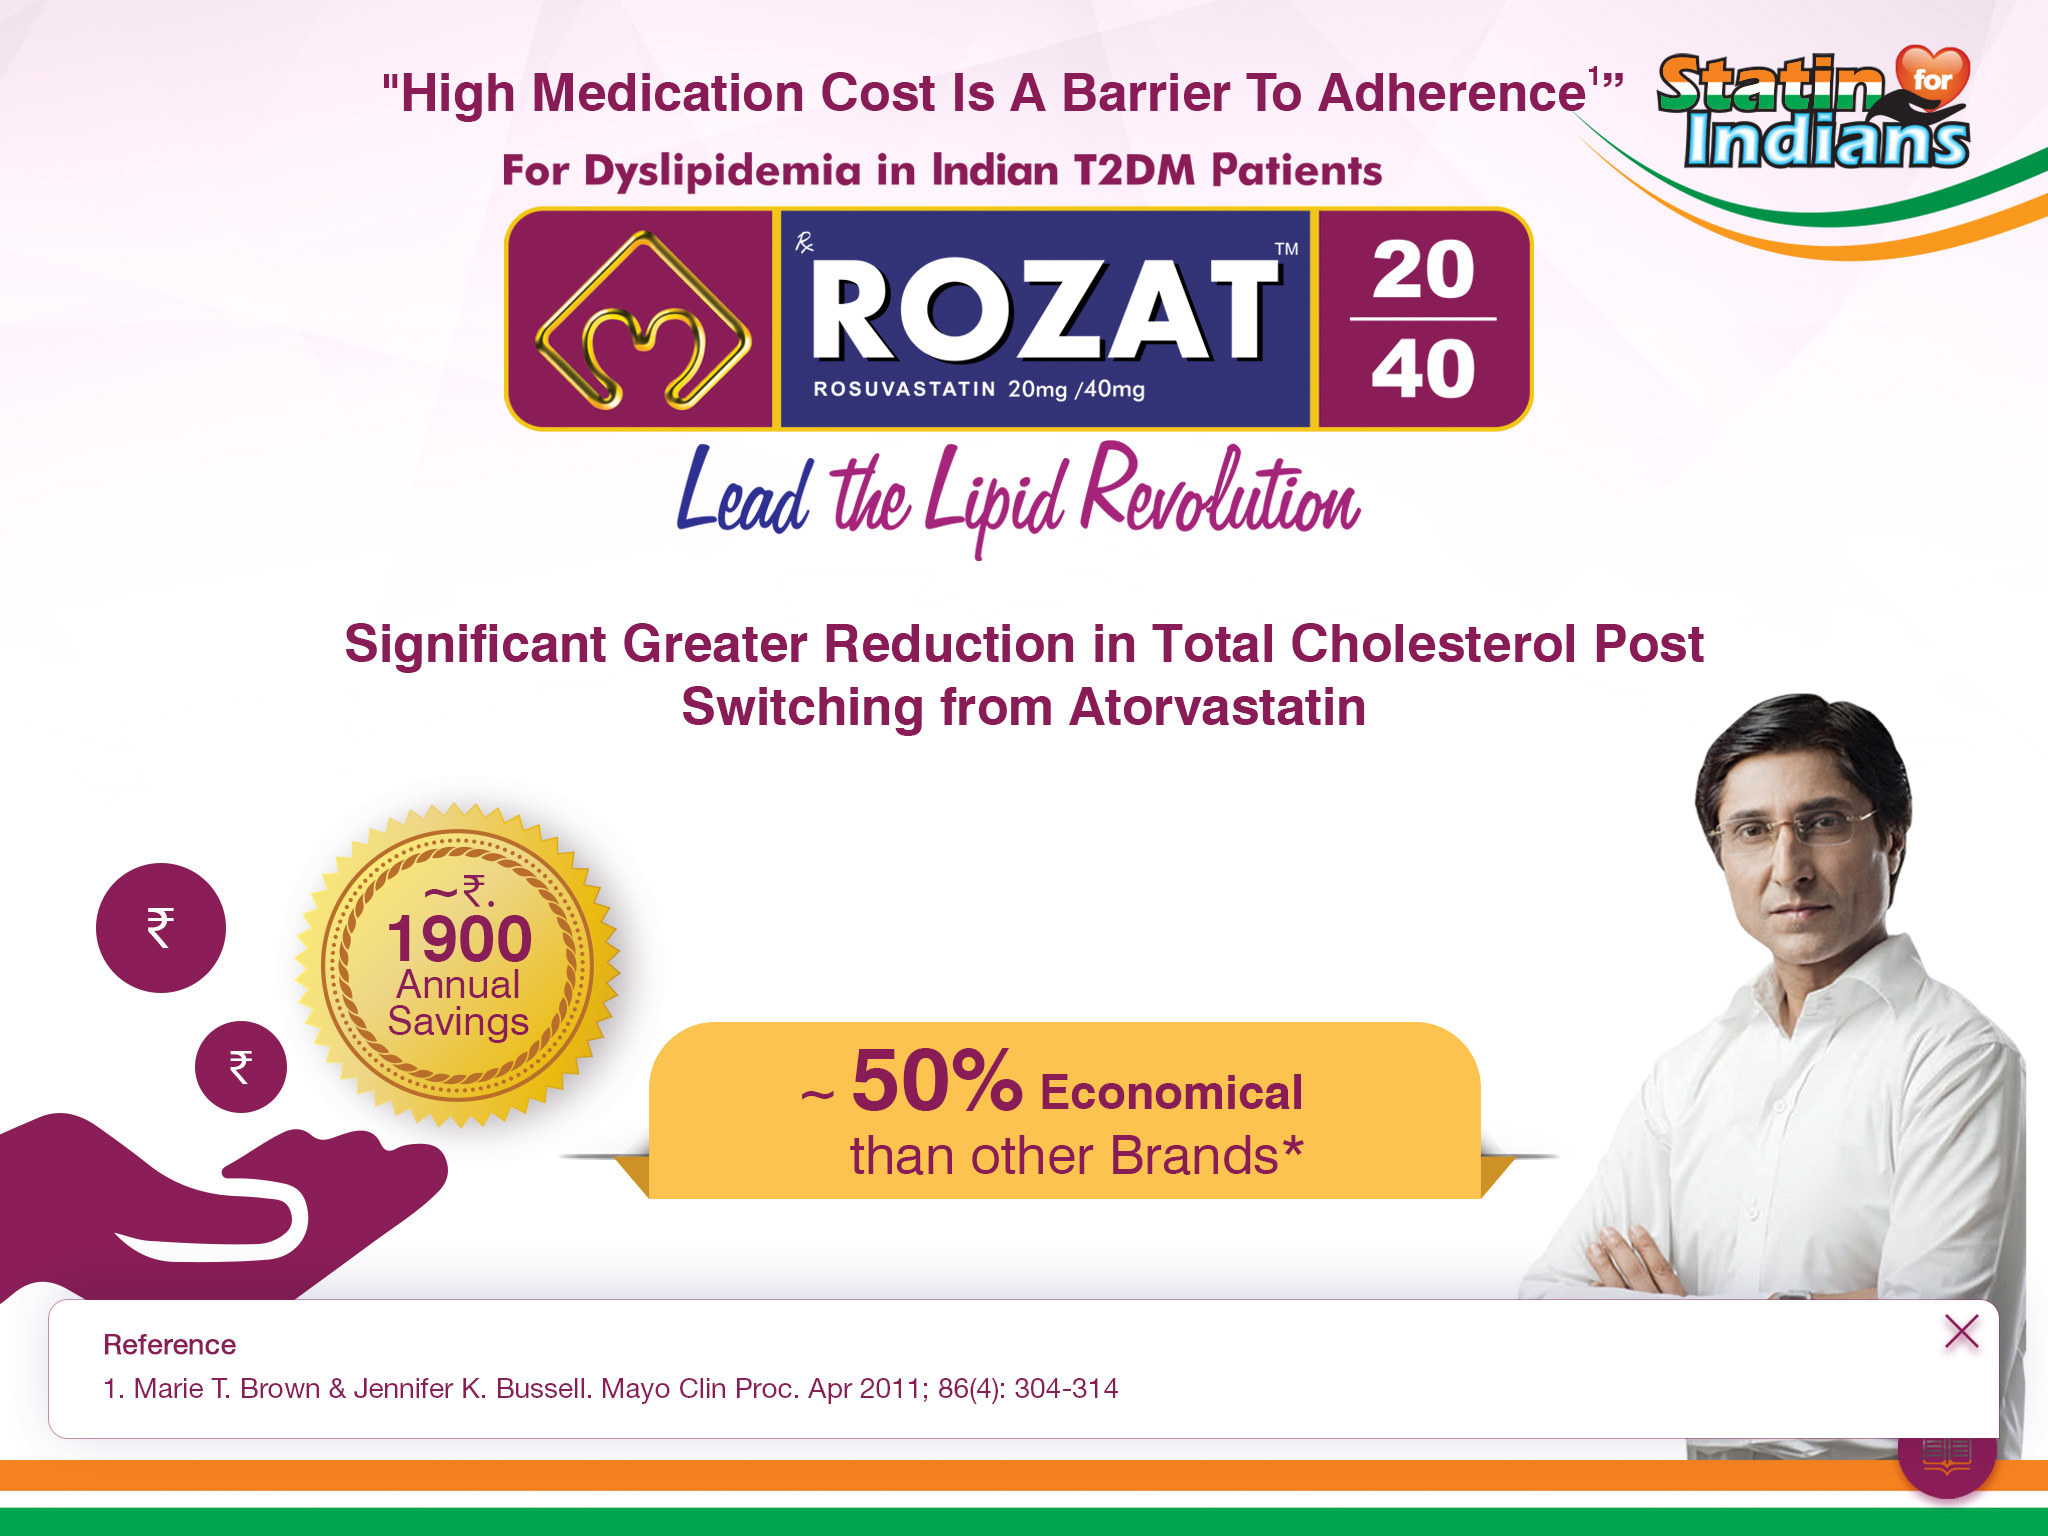 "High Medication Cost Is A Barrier To Adherence¹”
Statin for
Indians
For Dyslipidemia in Indian T2DM Patients
Rx ROZAT™
ROSUVASTATIN 20mg /40mg
20
40
Lead the Lipid Revolution
Significant Greater Reduction in Total Cholesterol Post
Switching from Atorvastatin
~₹.
1900
Annual
Savings
₹
₹
~ 50% Economical
than other Brands*
Reference
1. Marie T. Brown & Jennifer K. Bussell. Mayo Clin Proc. Apr 2011; 86(4): 304-314